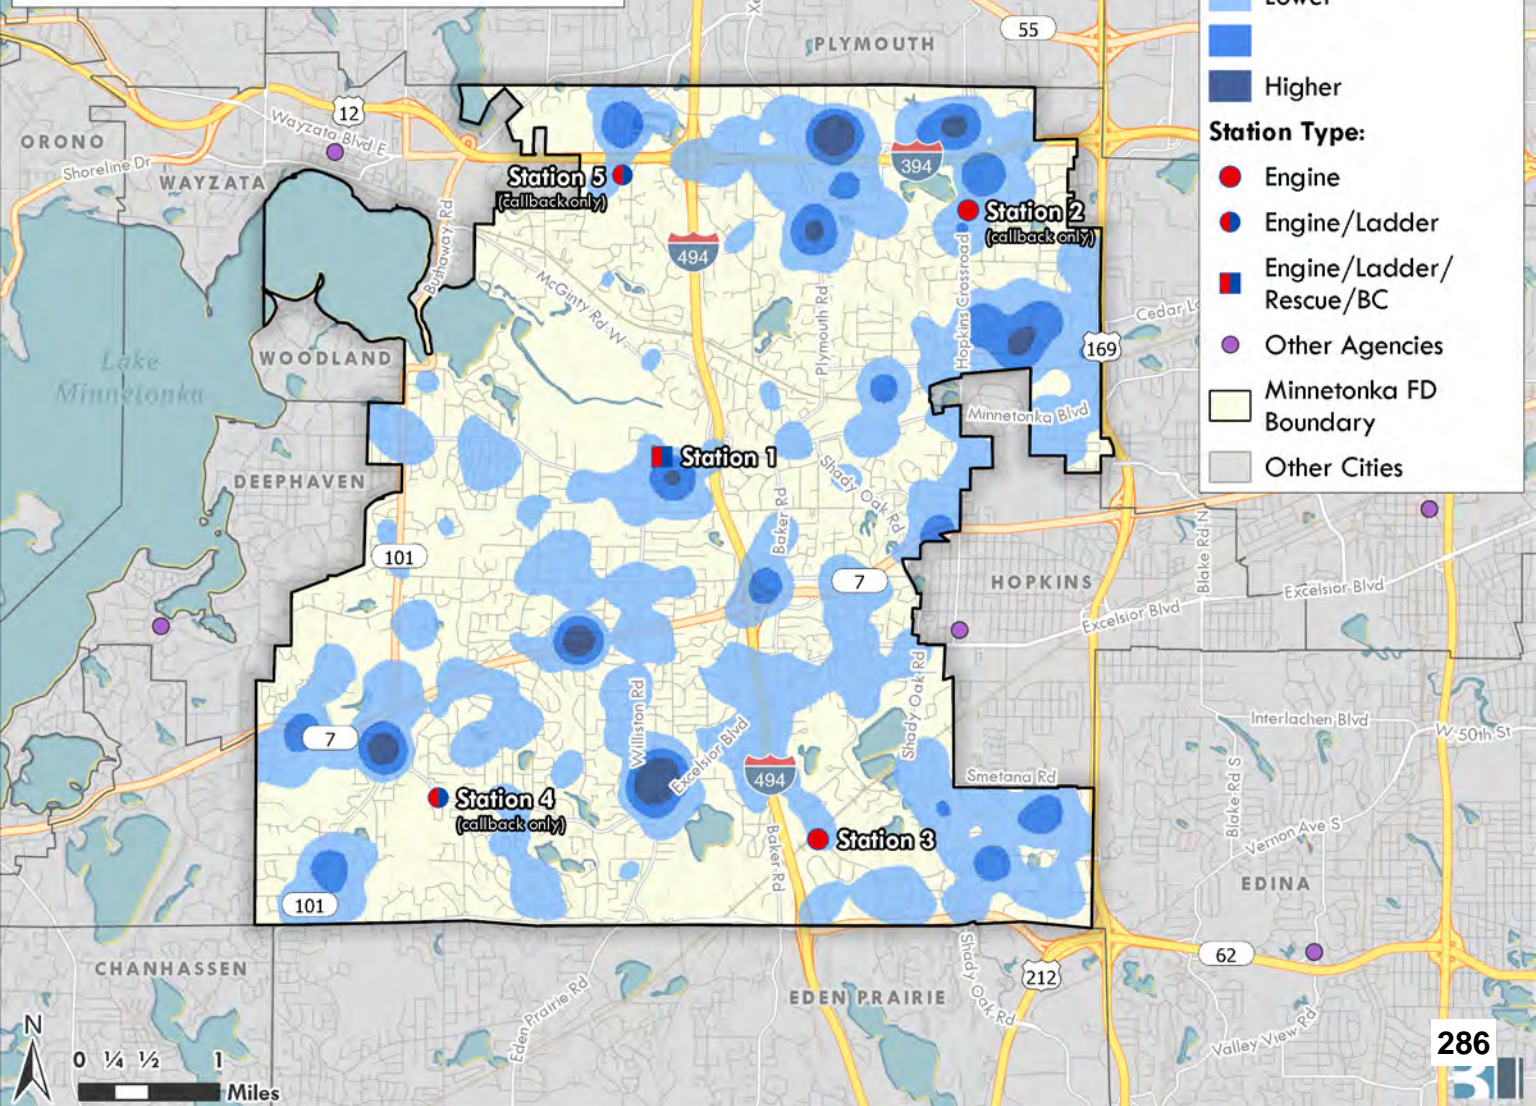 Lower
55
PLYMOUTH
Higher
12
Wayzata Blvd E
ORONO
Station Type:
Shoreline Dr
WAYZATA
394
Station 5
(callback only)
Engine
Station 2
(callback only)
Engine/Ladder
Bushaway Rd
494
McGinty Rd W
Plymouth Rd
Hopkins Crossroad
Engine/Ladder/
Rescue/BC
Cedar
Lake
Minnetonka
WOODLAND
169
Other Agencies
Minnetonka FD
Boundary
Minnetonka Blvd
Station 1
Other Cities
DEEPHAVEN
Shady Oak Rd
Baker Rd
101
7
HOPKINS
Blake Rd N
Excelsior Blvd
Excelsior Blvd
Shady Oak Rd
Williston Rd
Excelsior Blvd
7
Interlachen Blvd
W 50th St
494
Smetana Rd
Station 4
(callback only)
Blake Rd S
Vernon Ave S
Station 3
Baker Rd
EDINA
101
CHANHASSEN
Shady Oak Rd
62
212
EDEN PRAIRIE
Eden Prairie Rd
Valley View Rd
N
0 ¼ ½ 1
Miles
286